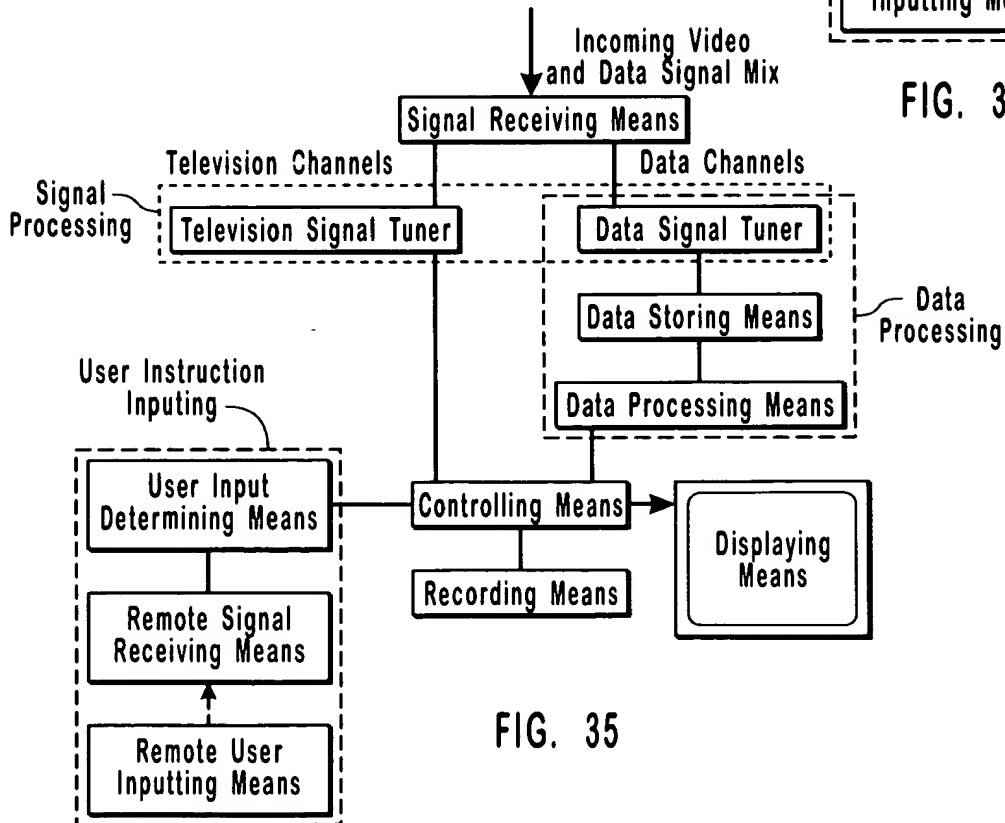 Inputting Me
FIG. 3
Incoming Video
and Data Signal Mix
Signal Receiving Means
Television Channels
Data Channels
Signal
Processing
Television Signal Tuner
Data Signal Tuner
Data Storing Means
Data
Processing
Data Processing Means
User Instruction
Inputing
User Input
Determining Means
Controlling Means
Displaying
Means
Recording Means
Remote Signal
Receiving Means
Remote User
Inputting Means
FIG. 35